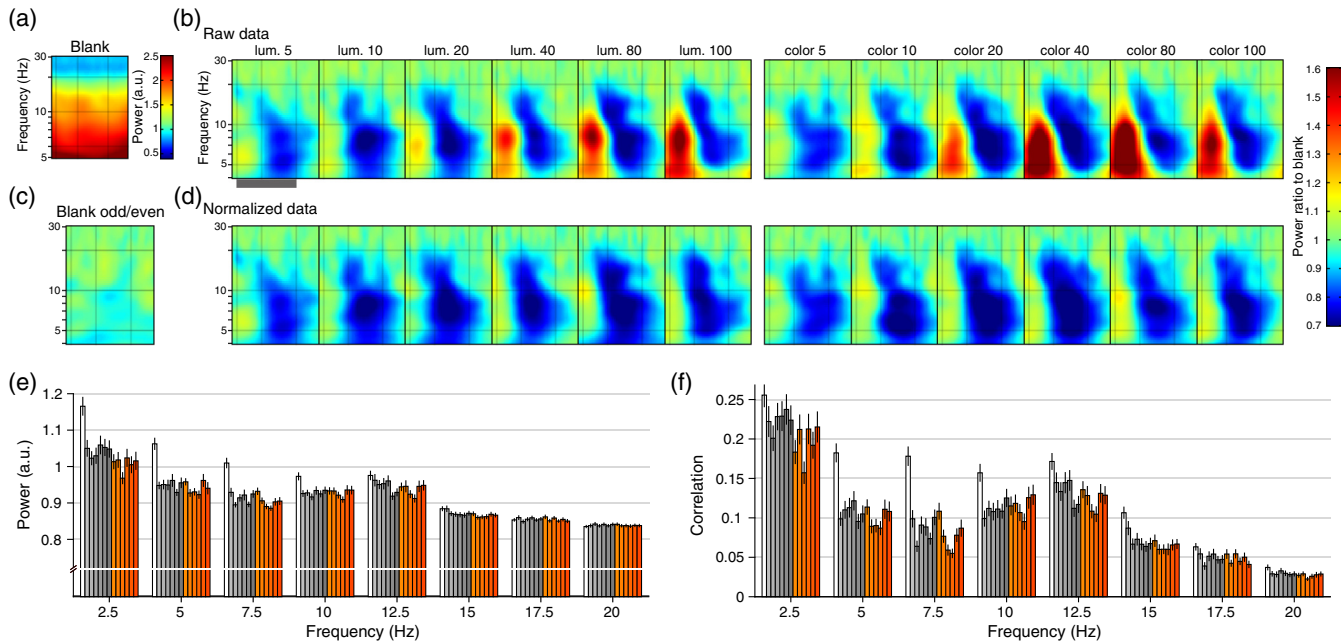 (a)
Blank
Frequency (Hz)
30
10
5
Power (a.u.)
2.5
2
1.5
1
0.5
(b)
Raw data
lum. 5 lum. 10 lum. 20 lum. 40 lum. 80 lum. 100 color 5 color 10 color 20 color 40 color 80 color 100
Frequency (Hz)
30
10
5
Power ratio to blank
1.6
1.5
1.4
1.3
1.2
1.1
1
0.9
0.8
0.7
(c)
Blank odd/even
30
10
5
(d)
Normalized data
30
10
5
(e)
Power (a.u.)
1.2
1.1
1
0.9
0.8
2.5 5 7.5 10 12.5 15 17.5 20
Frequency (Hz)
(f)
Correlation
0.25
0.2
0.15
0.1
0.05
0
2.5 5 7.5 10 12.5 15 17.5 20
Frequency (Hz)